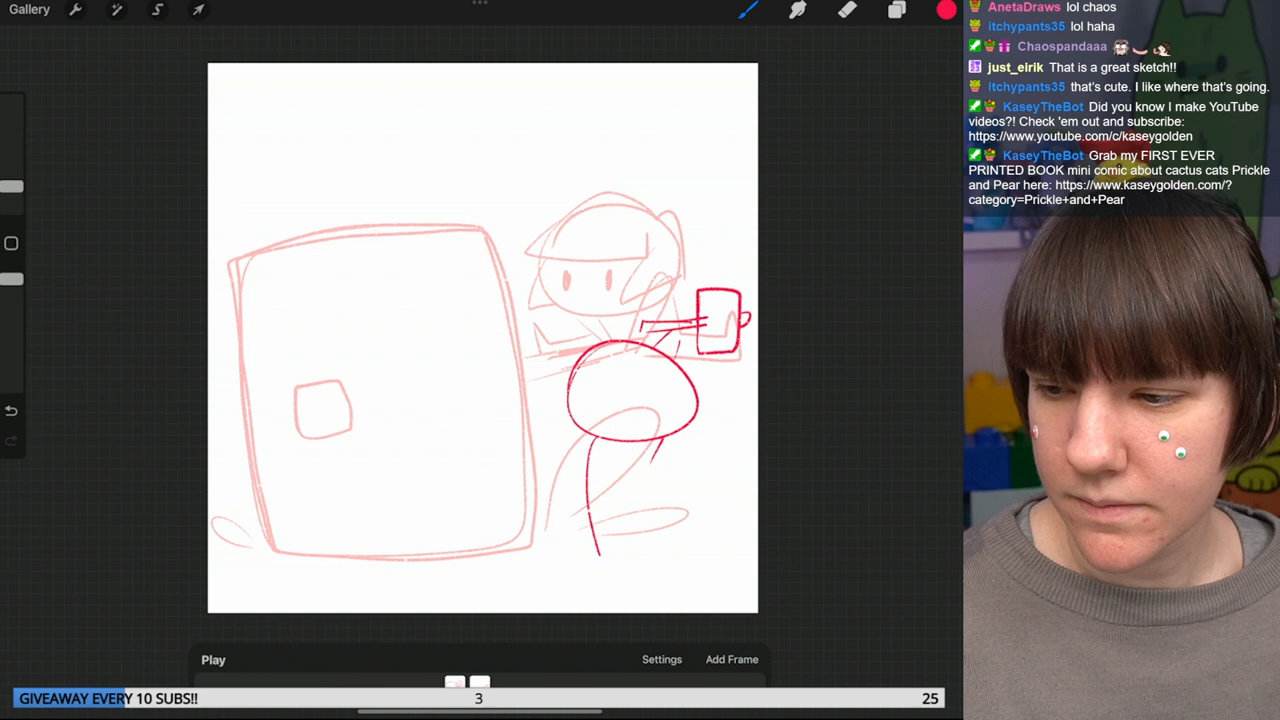 Gallery
AnetaDraws lol chaos
itchypants35 lol haha
Chaospandaaa
just_eirik That is a great sketch!!
Itchypants35 that's cute. I like where that's going.
KaseyTheBot Did you know I make YouTube
videos?! Check 'em out and subscribe:
https://www.youtube.com/c/kaseygolden
KaseyTheBot Grab my FIRST EVER
PRINTED BOOK mini comic about cactus cats Prickle
and Pear here: https://www.kaseygolden.com/?
category=Prickle+and+Pear
Play
Settings Add Frame
GIVEAWAY EVERY 10 SUBS!! 3 25